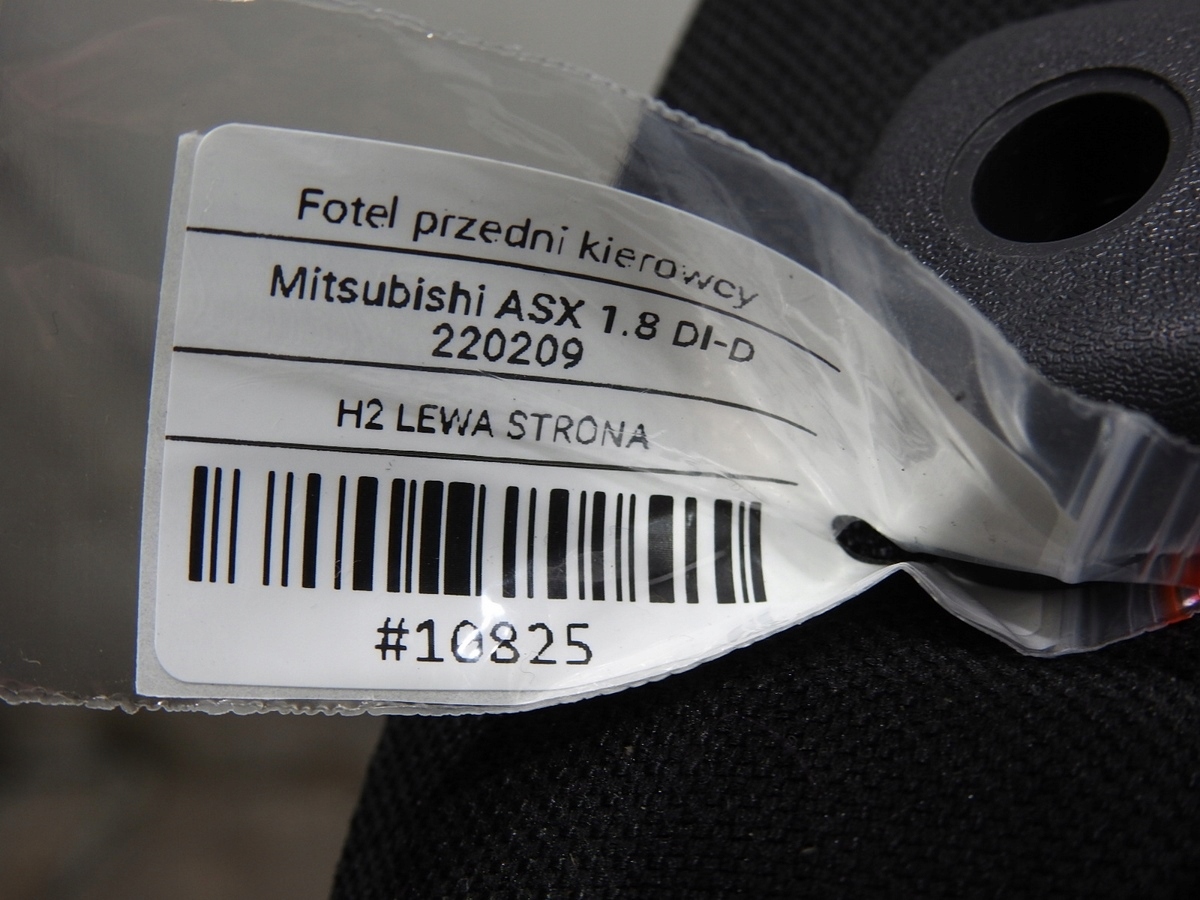 Fotel przedni kierowcy
Mitsubishi ASX 1.8 DI-D
220209
H2 LEWA STRONA
#10825